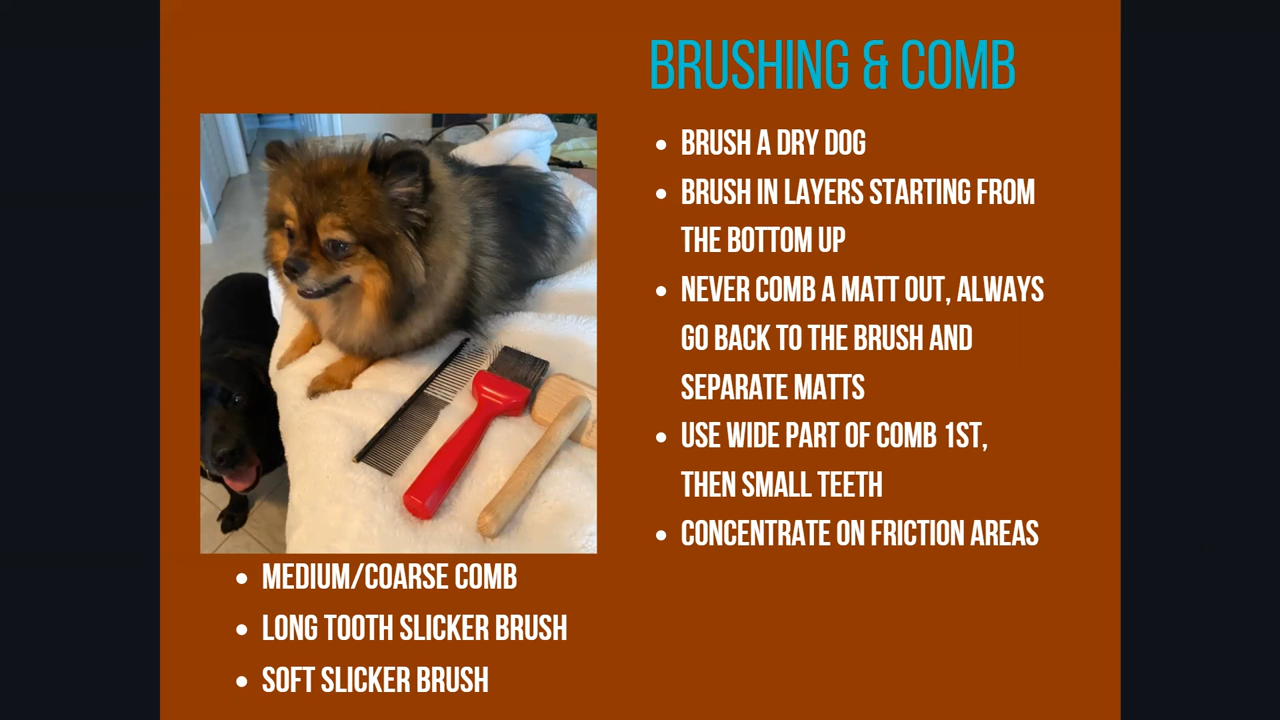 BRUSHING & COMB
• BRUSH A DRY DOG
• BRUSH IN LAYERS STARTING FROM
THE BOTTOM UP
• NEVER COMB A MATT OUT, ALWAYS
GO BACK TO THE BRUSH AND
SEPARATE MATTS
• USE WIDE PART OF COMB 1ST,
THEN SMALL TEETH
• CONCENTRATE ON FRICTION AREAS
• MEDIUM/COARSE COMB
• LONG TOOTH SLICKER BRUSH
• SOFT SLICKER BRUSH